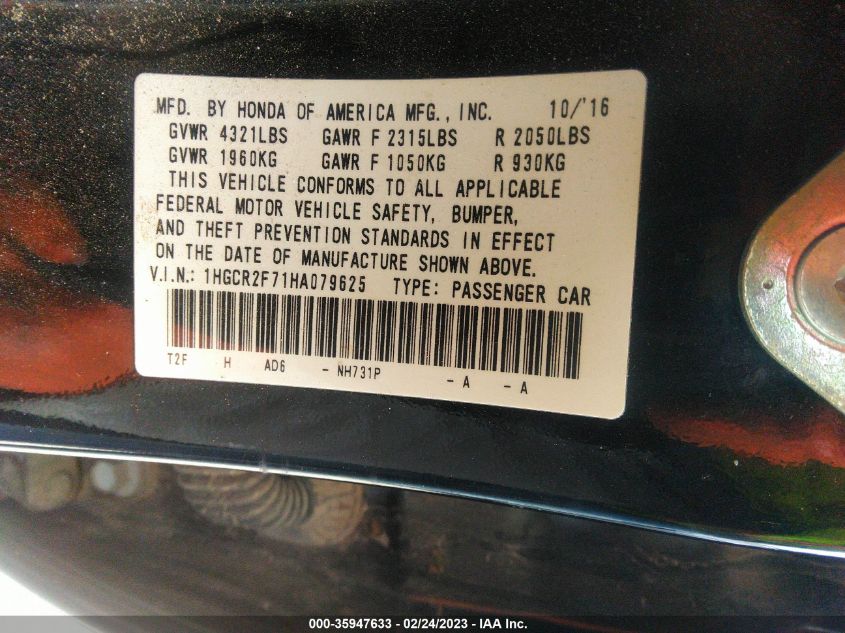 MFD. BY HONDA OF AMERICA MFG., INC. 10/'16
GVWR 4321LBS GAWR F 2315LBS R 2050LBS
GVWR 1960KG GAWR F 1050KG R 930KG
THIS VEHICLE CONFORMS TO ALL APPLICABLE
FEDERAL MOTOR VEHICLE SAFETY, BUMPER,
AND THEFT PREVENTION STANDARDS IN EFFECT
ON THE DATE OF MANUFACTURE SHOWN ABOVE.
V.I.N.: 1HGCR2F71HA079625 TYPE: PASSENGER CAR
T2F H AD6 - NH731P - A - A
000-35947633 - 02/24/2023 - IAA Inc.